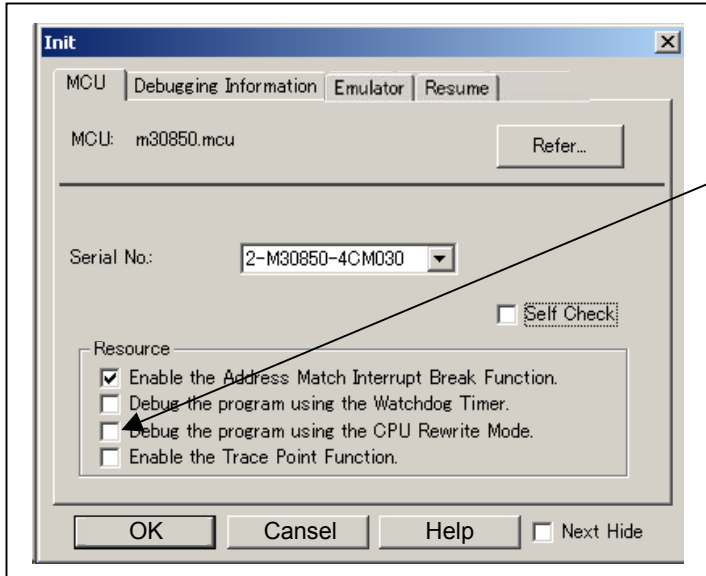 Init
MCU Debugging Information Emulator Resume
MCU: m30850.mcu Refer...
Serial No.: 2-M30850-4CM030
Self Check
Resource
Enable the Address Match Interrupt Break Function.
Debug the program using the Watchdog Timer.
Debug the program using the CPU Rewrite Mode.
Enable the Trace Point Function.
OK Cansel Help Next Hide